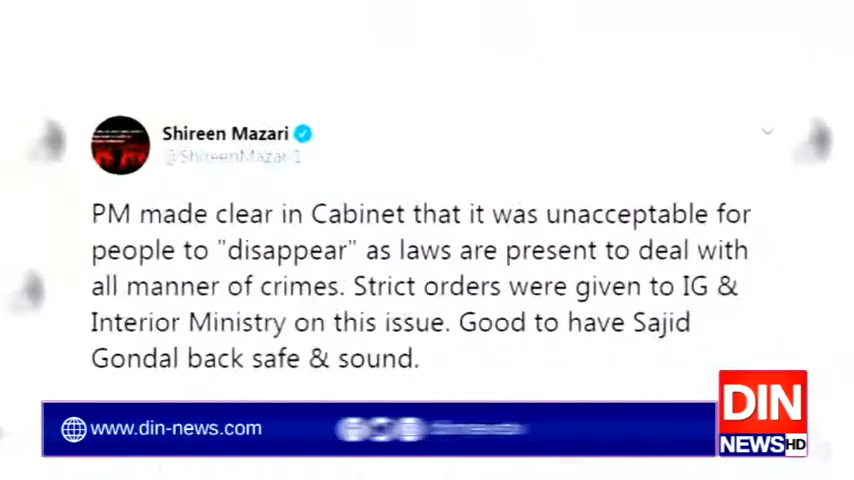 Shireen Mazari
@ShireenMazari1
PM made clear in Cabinet that it was unacceptable for
people to "disappear" as laws are present to deal with
all manner of crimes. Strict orders were given to IG &
Interior Ministry on this issue. Good to have Sajid
Gondal back safe & sound.
www.din-news.com
DIN
NEWS HD